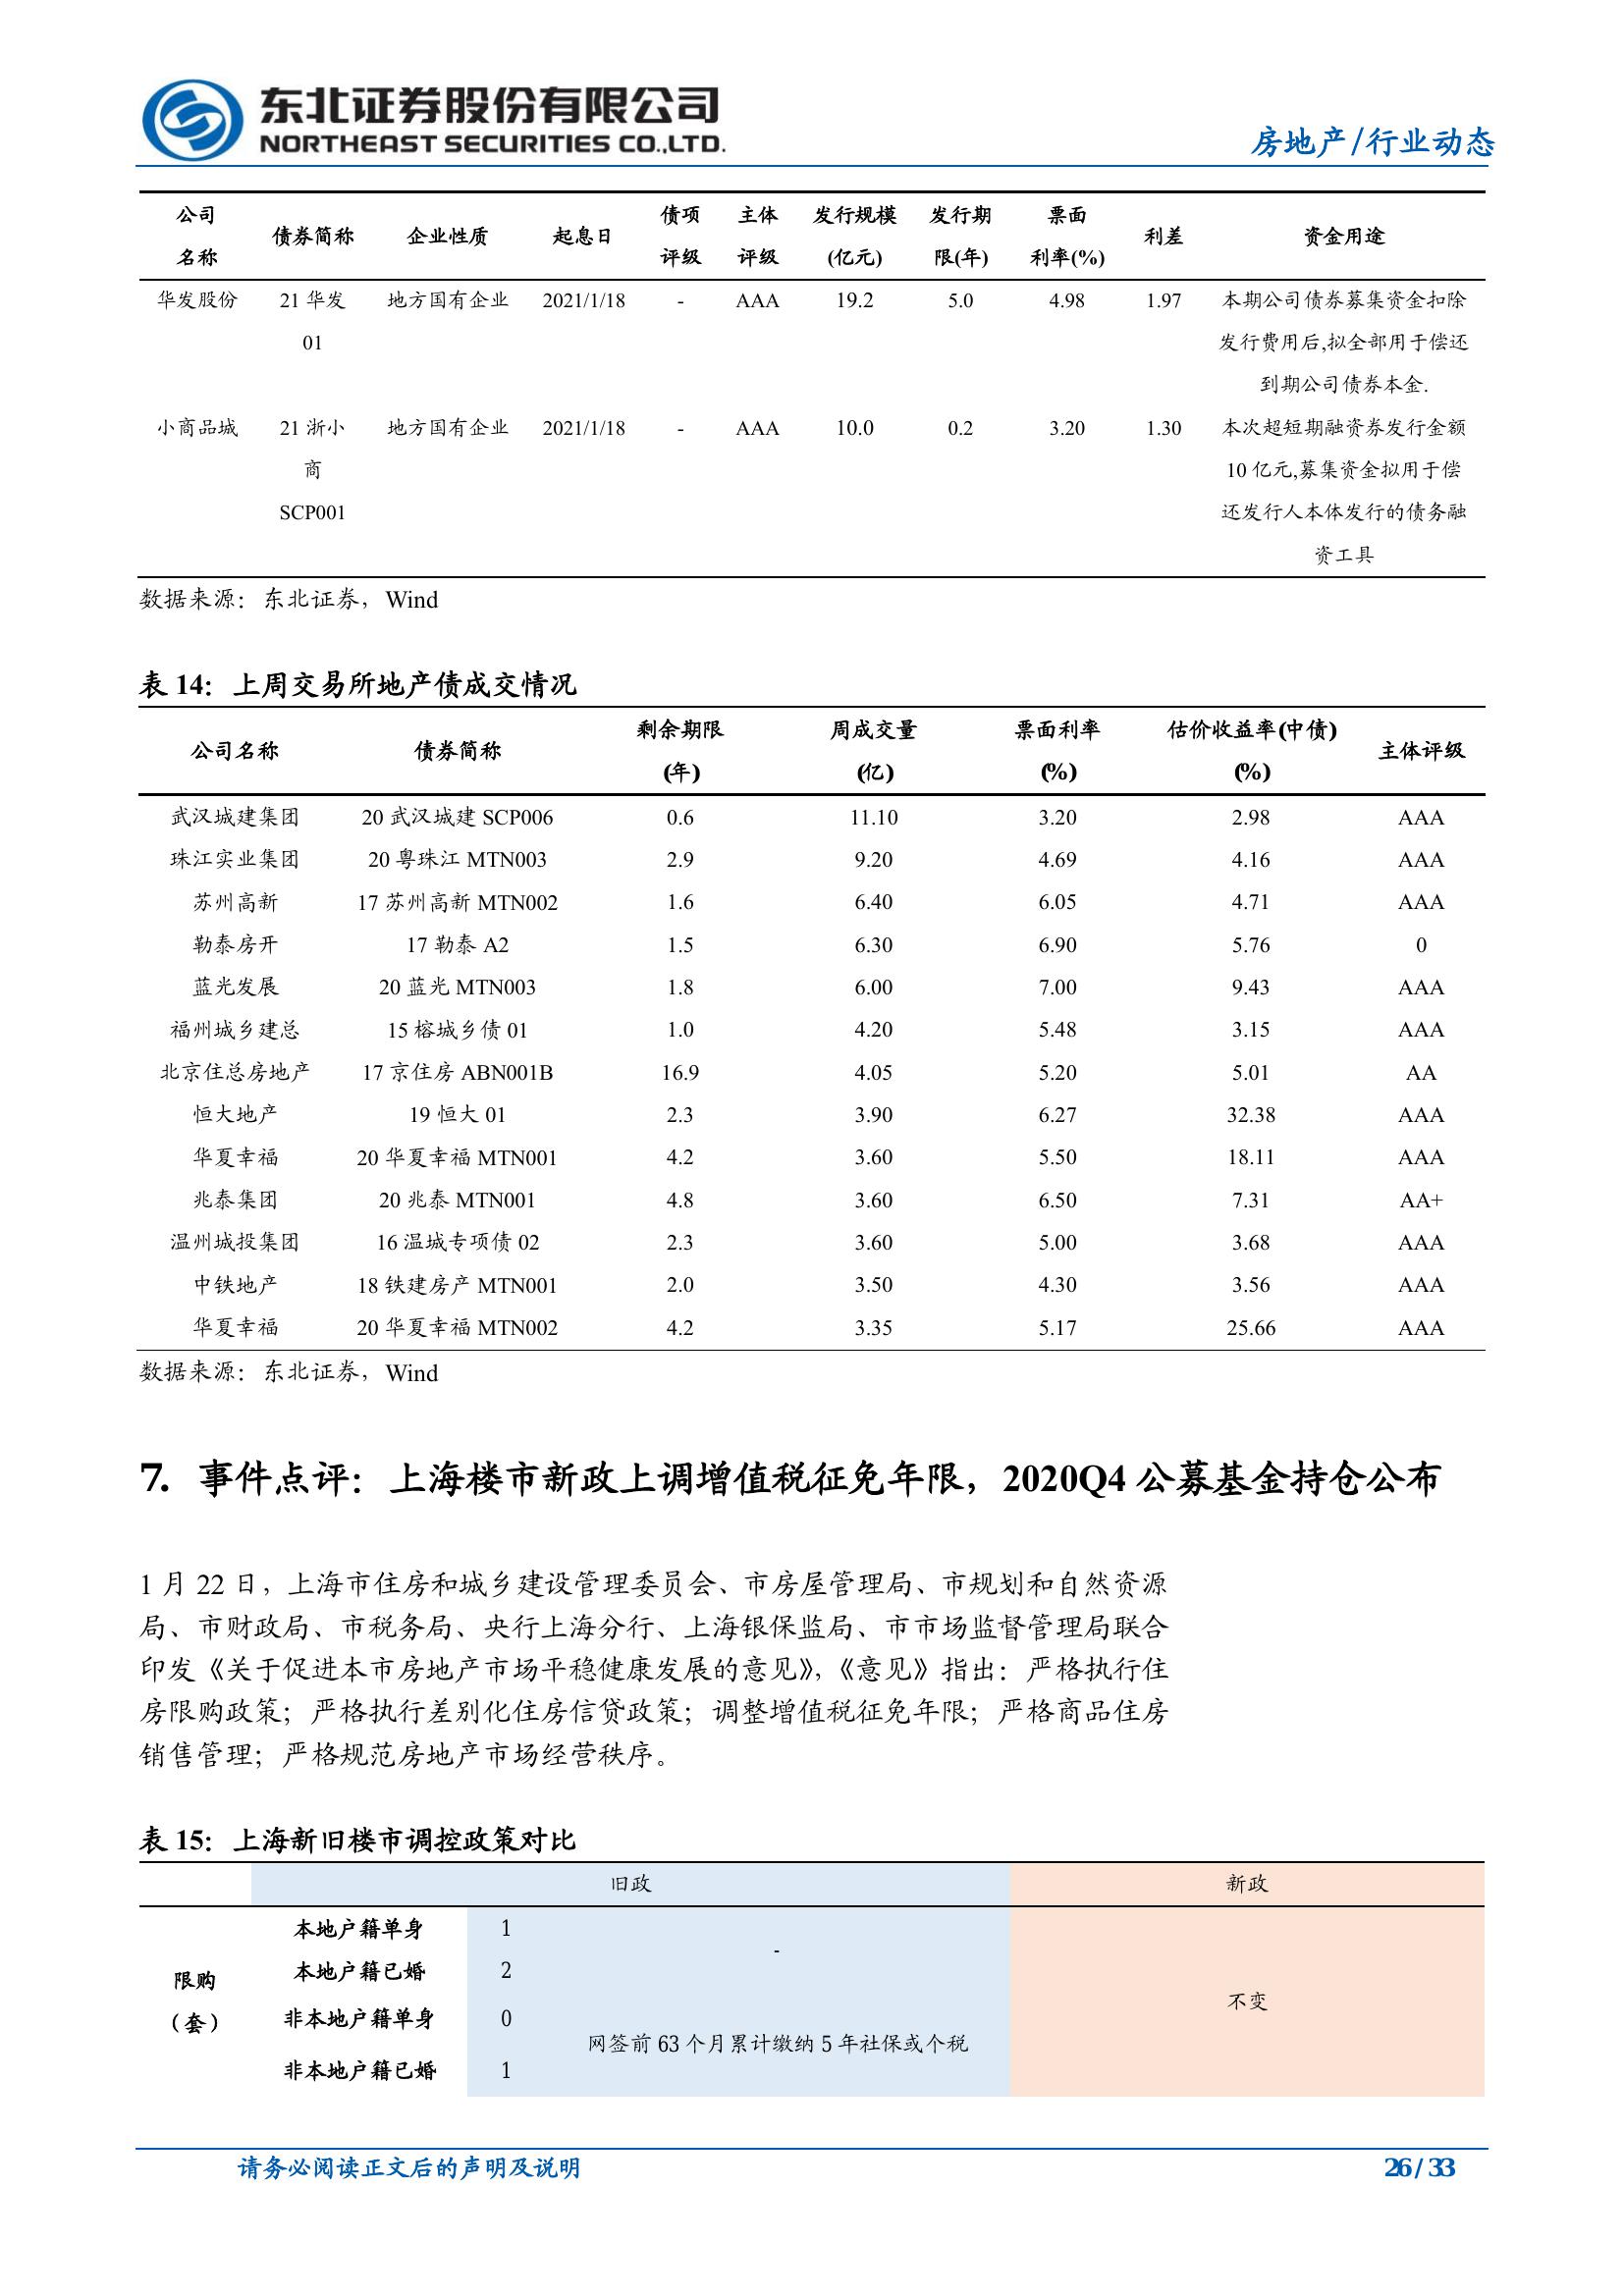 东北证券股份有限公司
NORTHEAST SECURITIES CO.,LTD.
房地产/行业动态
公司名称 债券简称 企业性质 起息日 债项评级 主体评级 发行规模(亿元) 发行期限(年) 票面利率(%) 利差 资金用途
华发股份 21 华发 地方国有企业 2021/1/18 - AAA 19.2 5.0 4.98 1.97 本期公司债券募集资金扣除
01 发行费用后,拟全部用于偿还
到期公司债券本金.
小商品城 21 浙小 地方国有企业 2021/1/18 - AAA 10.0 0.2 3.20 1.30 本次超短期融资券发行金额
商 10 亿元,募集资金拟用于偿
SCP001 还发行人本体发行的债务融
资工具
数据来源：东北证券，Wind
表 14：上周交易所地产债成交情况
公司名称 债券简称 剩余期限(年) 周成交量(亿) 票面利率(%) 估价收益率(中债)(%) 主体评级
武汉城建集团 20 武汉城建 SCP006 0.6 11.10 3.20 2.98 AAA
珠江实业集团 20 粤珠江 MTN003 2.9 9.20 4.69 4.16 AAA
苏州高新 17 苏州高新 MTN002 1.6 6.40 6.05 4.71 AAA
勒泰房开 17 勒泰 A2 1.5 6.30 6.90 5.76 0
蓝光发展 20 蓝光 MTN003 1.8 6.00 7.00 9.43 AAA
福州城乡建总 15 榕城乡债 01 1.0 4.20 5.48 3.15 AAA
北京住总房地产 17 京住房 ABN001B 16.9 4.05 5.20 5.01 AA
恒大地产 19 恒大 01 2.3 3.90 6.27 32.38 AAA
华夏幸福 20 华夏幸福 MTN001 4.2 3.60 5.50 18.11 AAA
兆泰集团 20 兆泰 MTN001 4.8 3.60 6.50 7.31 AA+
温州城投集团 16 温城专项债 02 2.3 3.60 5.00 3.68 AAA
中铁地产 18 铁建房产 MTN001 2.0 3.50 4.30 3.56 AAA
华夏幸福 20 华夏幸福 MTN002 4.2 3.35 5.17 25.66 AAA
数据来源：东北证券，Wind
7. 事件点评：上海楼市新政上调增值税征免年限，2020Q4 公募基金持仓公布
1 月 22 日，上海市住房和城乡建设管理委员会、市房屋管理局、市规划和自然资源
局、市财政局、市税务局、央行上海分行、上海银保监局、市市场监督管理局联合
印发《关于促进本市房地产市场平稳健康发展的意见》，《意见》指出：严格执行住
房限购政策；严格执行差别化住房信贷政策；调整增值税征免年限；严格商品住房
销售管理；严格规范房地产市场经营秩序。
表 15：上海新旧楼市调控政策对比
旧政 新政
限购（套） 本地户籍单身 1 -
本地户籍已婚 2
不变
非本地户籍单身 0
网签前 63 个月累计缴纳 5 年社保或个税
非本地户籍已婚 1
请务必阅读正文后的声明及说明 26 / 33